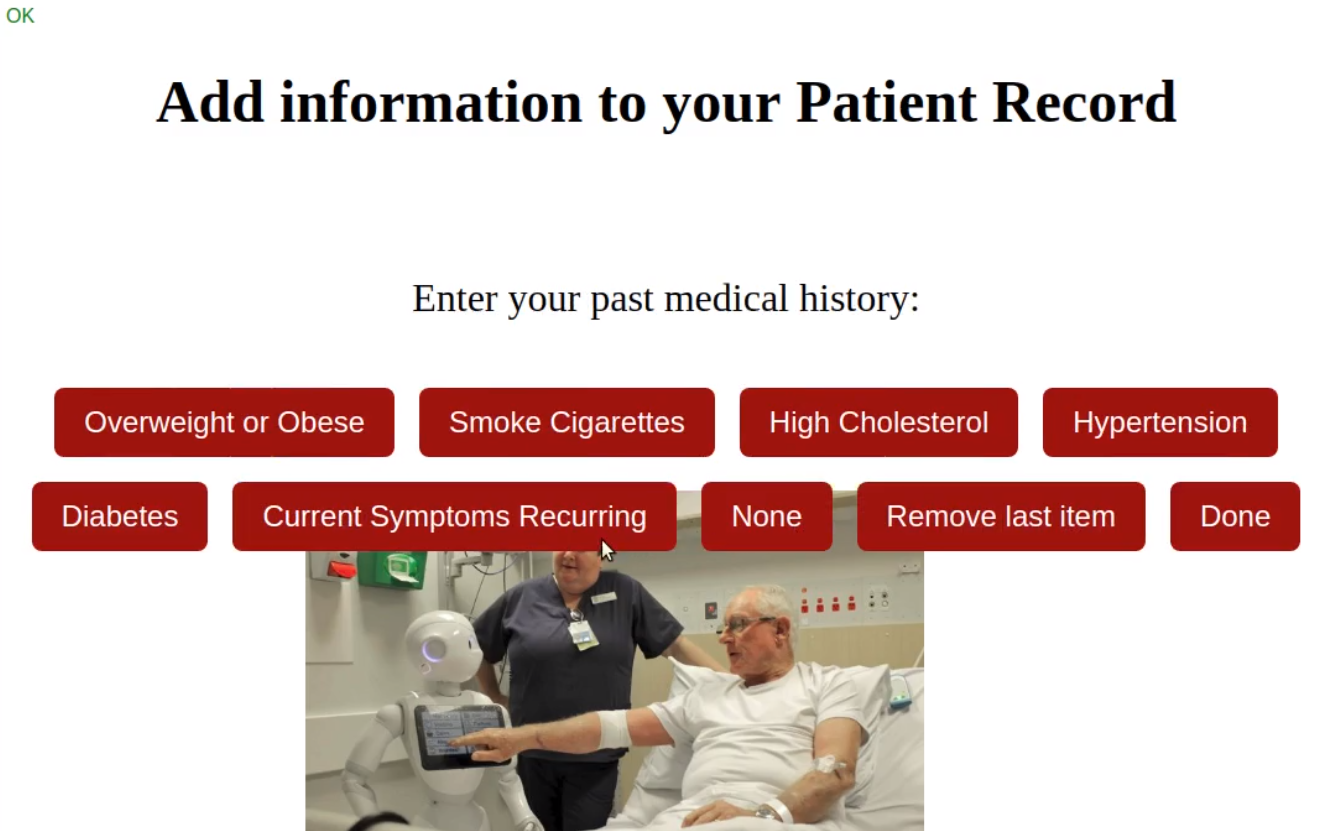 OK
Add information to your Patient Record
Enter your past medical history:
Overweight or Obese Smoke Cigarettes High Cholesterol Hypertension
Diabetes Current Symptoms Recurring None Remove last item Done